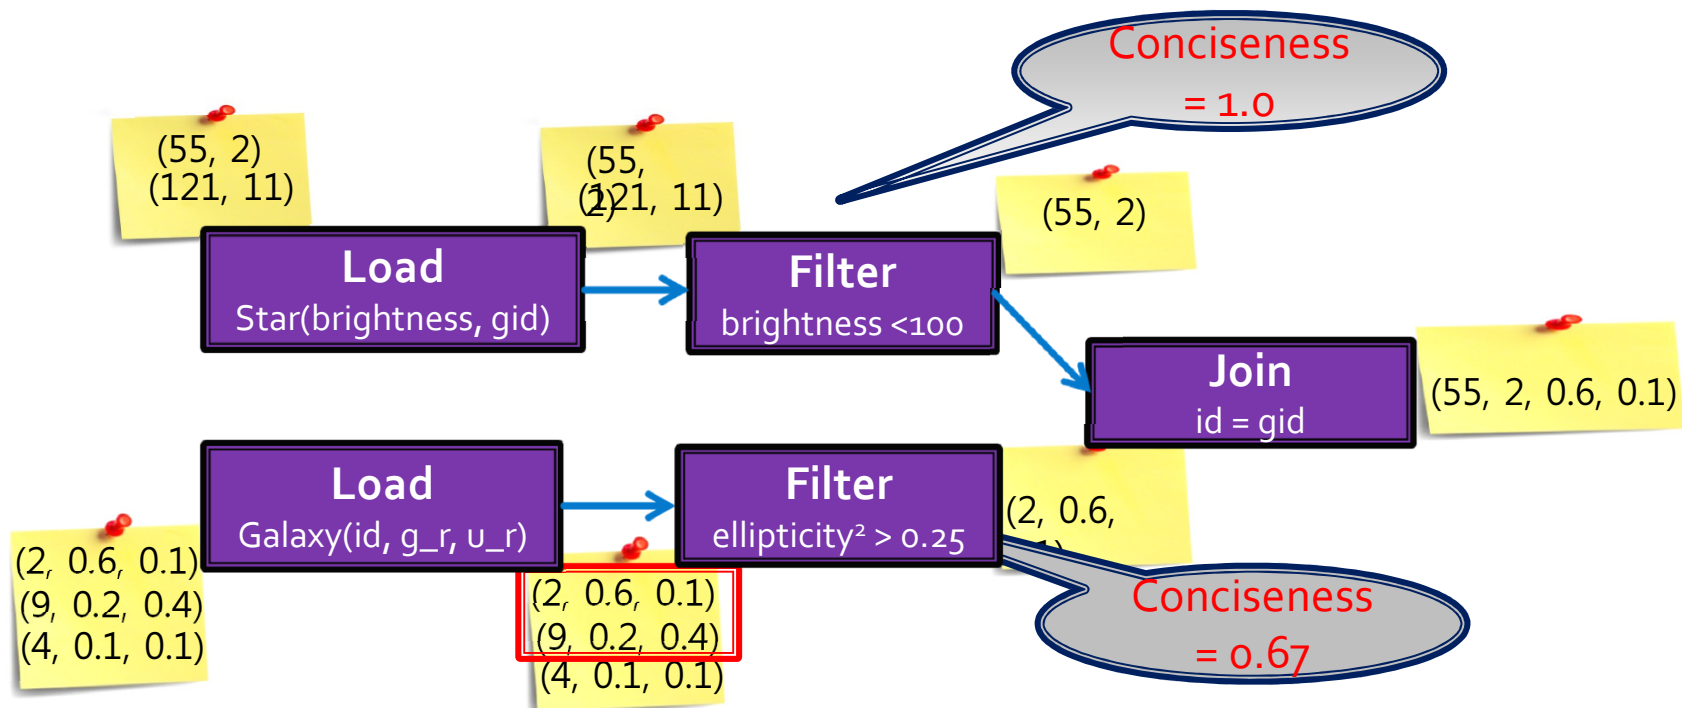 Conciseness
= 1.0
(55, 2)
(121, 11)
(55,
2)
(121, 11)
(55, 2)
Load
Star(brightness, gid)
Filter
brightness <100
Join
id = gid
(55, 2, 0.6, 0.1)
Load
Galaxy(id, g_r, u_r)
Filter
ellipticity² > 0.25
(2, 0.6,
(2, 0.6, 0.1)
(9, 0.2, 0.4)
(4, 0.1, 0.1)
(2, 0.6, 0.1)
(9, 0.2, 0.4)
(4, 0.1, 0.1)
Conciseness
= 0.67